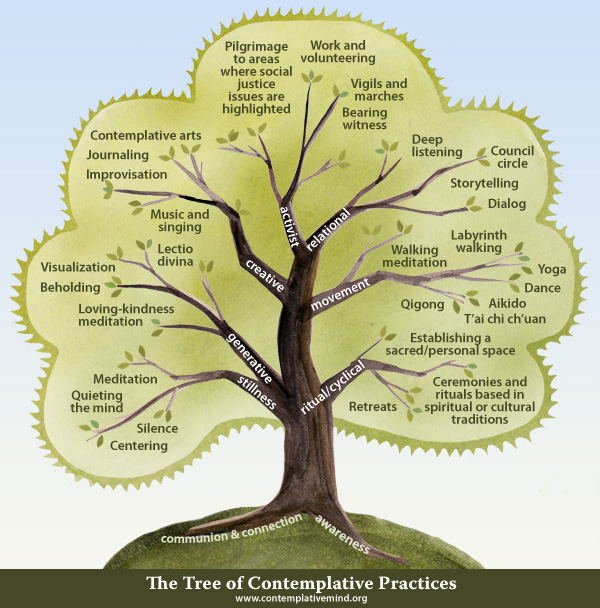 Pilgrimage
to areas
where social
justice
issues are
highlighted
Work and
volunteering
Vigils and
marches
Bearing
witness
Contemplative arts
Journaling
Improvisation
Music and
singing
Deep
listening
Council
circle
Storytelling
Dialog
activist
relational
creative
movement
Lectio
divina
Visualization
Beholding
Loving-kindness
meditation
Walking
meditation
Labyrinth
walking
Yoga
Dance
Qigong
Aikido
T'ai chi ch'uan
generative
stillness
ritual/cyclical
Meditation
Quieting
the mind
Silence
Centering
Establishing a
sacred/personal space
Retreats
Ceremonies and
rituals based in
spiritual or cultural
traditions
communion & connection
awareness
The Tree of Contemplative Practices
www.contemplativemind.org